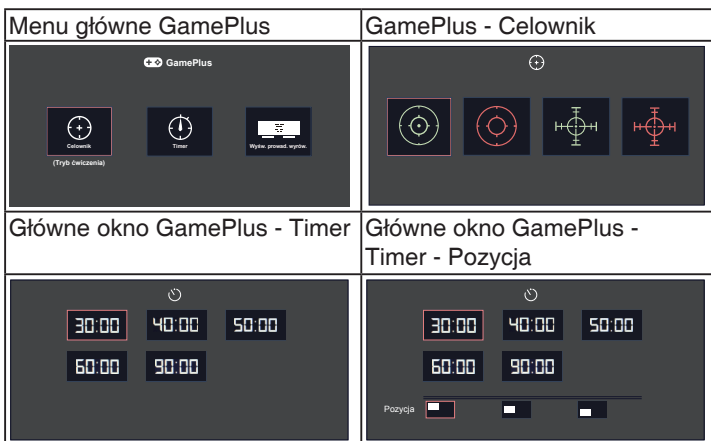 Menu główne GamePlus
GamePlus - Celownik
GamePlus
Celownik
Timer
Wyśw. prowad. wyrów.
(Tryb ćwiczenia)
Główne okno GamePlus - Timer
Główne okno GamePlus -
Timer - Pozycja
30:00 40:00 50:00
60:00 90:00
30:00 40:00 50:00
60:00 90:00
Pozycja